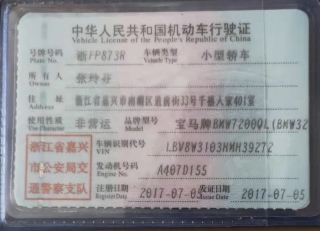 中华人民共和国机动车行驶证
Vehicle License of the People's Republic of China
号牌号码 浙FP873R 车辆类型 小型轿车
Plate No. Vehicle Type
所有人
Owner
住址 浙江省嘉兴市南湖区
Address
使用性质 非营运 品牌型号 宝马牌BMW7200QL(BMW32
Use Character Model
车辆识别代号 LBV8W3103HMH39272
VIN
发动机号码 A407D155
Engine No.
注册日期 2017-07-05 发证日期 2017-07-05
Register Date Issue Date
浙江省嘉
兴市公安局交
通警察支队